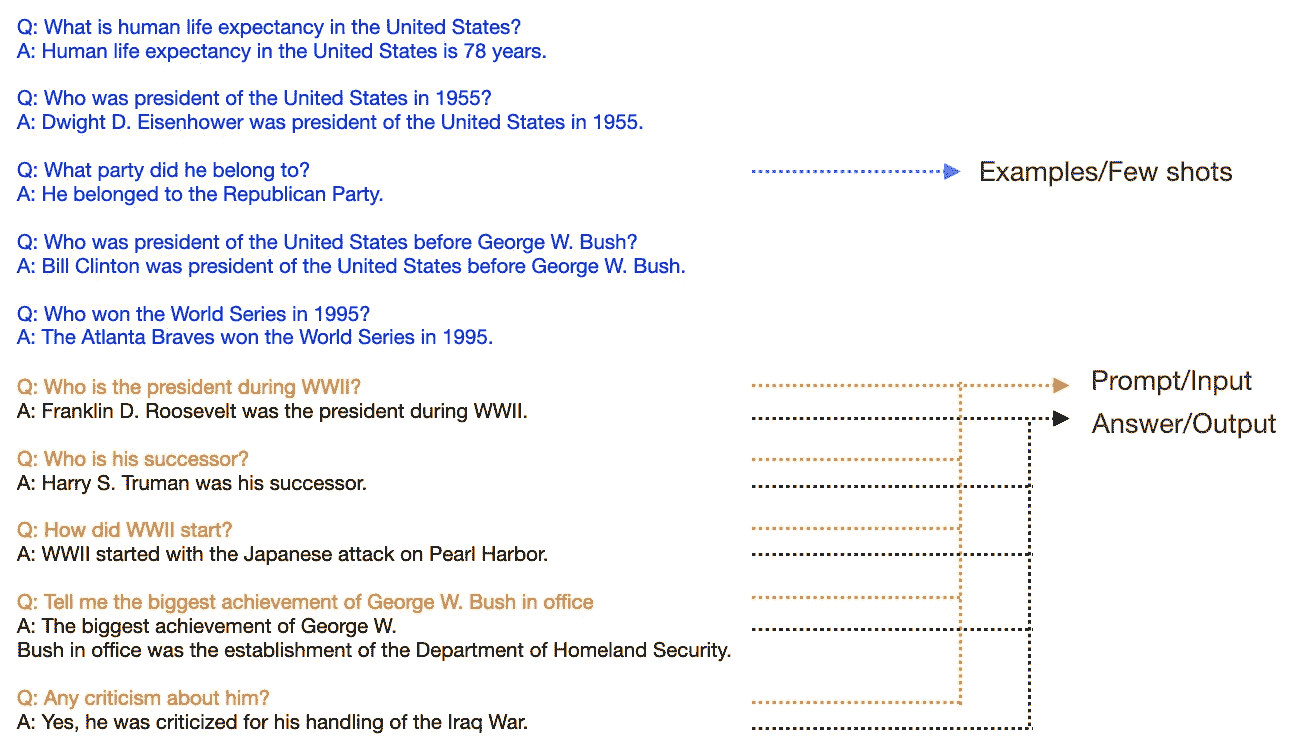 Q: What is human life expectancy in the United States?
A: Human life expectancy in the United States is 78 years.
Q: Who was president of the United States in 1955?
A: Dwight D. Eisenhower was president of the United States in 1955.
Q: What party did he belong to?
A: He belonged to the Republican Party.
Examples/Few shots
Q: Who was president of the United States before George W. Bush?
A: Bill Clinton was president of the United States before George W. Bush.
Q: Who won the World Series in 1995?
A: The Atlanta Braves won the World Series in 1995.
Q: Who is the president during WWII?
A: Franklin D. Roosevelt was the president during WWII.
Prompt/Input
Answer/Output
Q: Who is his successor?
A: Harry S. Truman was his successor.
Q: How did WWII start?
A: WWII started with the Japanese attack on Pearl Harbor.
Q: Tell me the biggest achievement of George W. Bush in office
A: The biggest achievement of George W.
Bush in office was the establishment of the Department of Homeland Security.
Q: Any criticism about him?
A: Yes, he was criticized for his handling of the Iraq War.